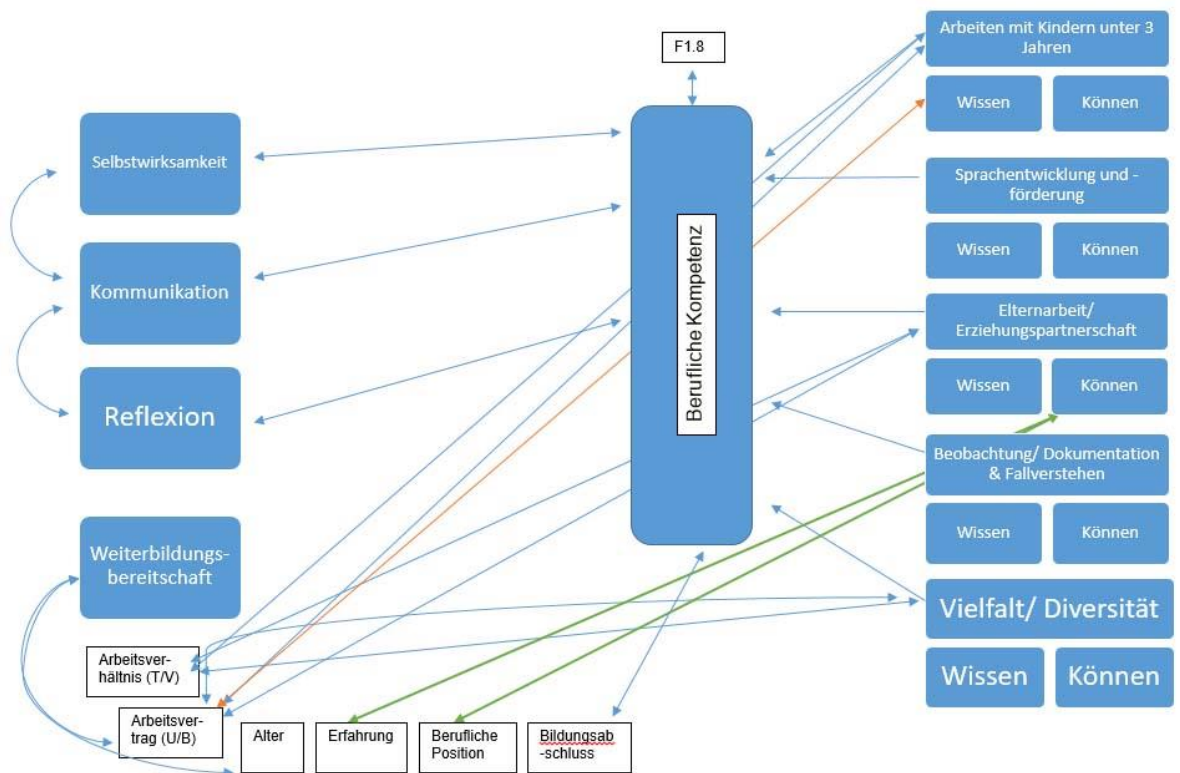 F1.8
Selbstwirksamkeit
Kommunikation
Reflexion
Weiterbildungs-
bereitschaft
Arbeitsver-
hältnis (T/V)
Arbeitsver-
trag (U/B)
Alter
Erfahrung
Berufliche
Position
Bildungsab
-schluss
Berufliche Kompetenz
Arbeiten mit Kindern unter 3
Jahren
Wissen
Können
Sprachentwicklung und -
förderung
Wissen
Können
Elternarbeit/
Erziehungspartnerschaft
Wissen
Können
Beobachtung/ Dokumentation
& Fallverstehen
Wissen
Können
Vielfalt/ Diversität
Wissen
Können